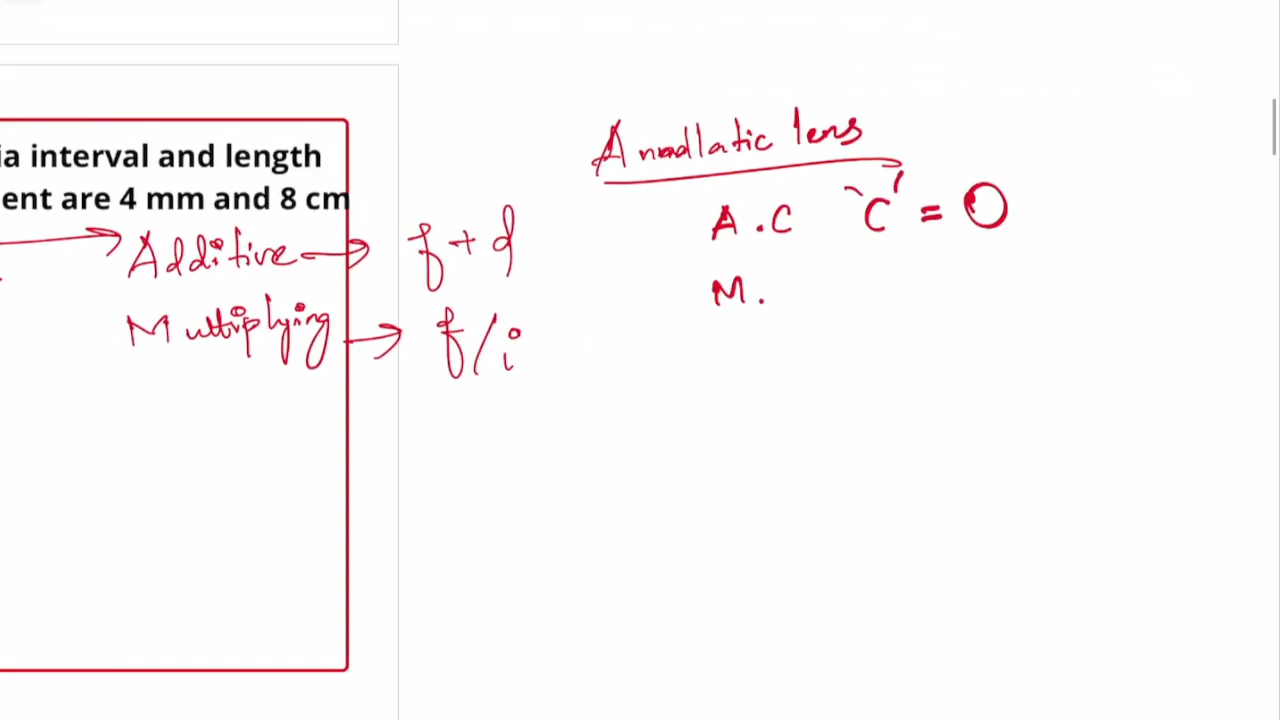 ia interval and length
ent are 4 mm and 8 cm
Additive → f + d
Multiplying → f/i
Anallatic lens
A.C 'C' = 0
M.